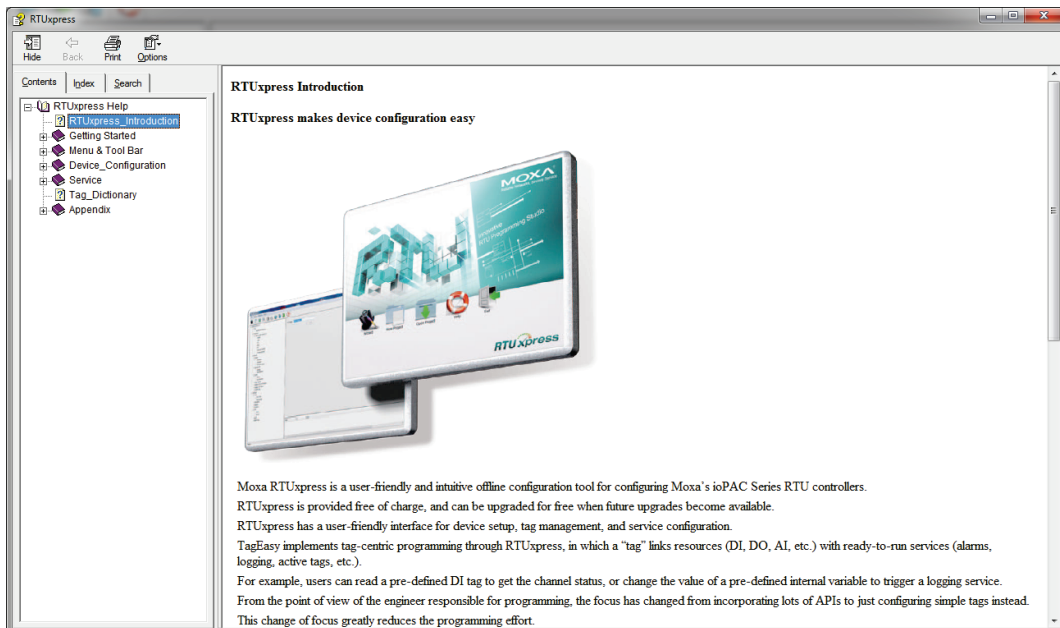 RTUxpress
Hide Back Print Options
Contents Index Search
RTUxpress Help
RTUxpress_Introduction
Getting Started
Menu & Tool Bar
Device_Configuration
Service
Tag_Dictionary
Appendix
RTUxpress Introduction
RTUxpress makes device configuration easy
MOXA
Innovative
RTU Programming Studio
RTU
RTUxpress
Moxa RTUxpress is a user-friendly and intuitive offline configuration tool for configuring Moxa's ioPAC Series RTU controllers.
RTUxpress is provided free of charge, and can be upgraded for free when future upgrades become available.
RTUxpress has a user-friendly interface for device setup, tag management, and service configuration.
TagEasy implements tag-centric programming through RTUxpress, in which a "tag" links resources (DI, DO, AI, etc.) with ready-to-run services (alarms,
logging, active tags, etc.).
For example, users can read a pre-defined DI tag to get the channel status, or change the value of a pre-defined internal variable to trigger a logging service.
From the point of view of the engineer responsible for programming, the focus has changed from incorporating lots of APIs to just configuring simple tags instead.
This change of focus greatly reduces the programming effort.